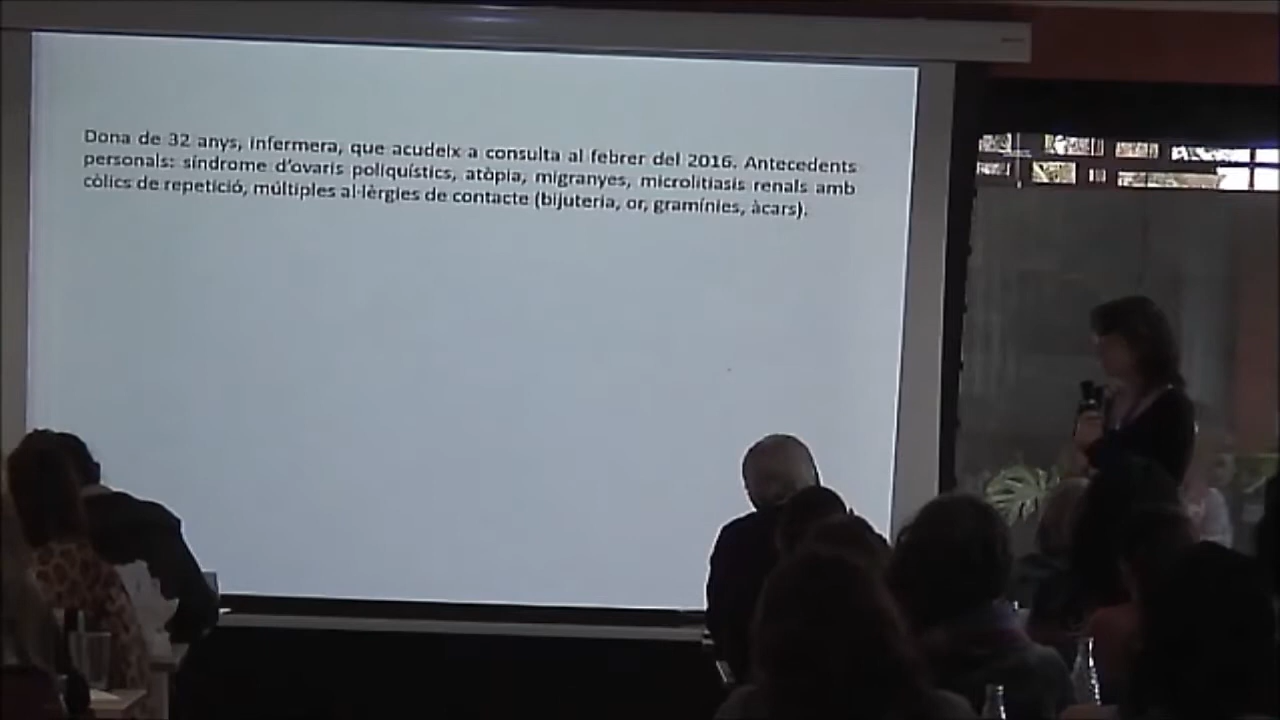 Dona de 32 anys, infermera, que acudeix a consulta al febrer del 2016. Antecedents
personals: síndrome d'ovaris poliquístics, atòpia, migranyes, microlitiasis renals amb
còlics de repetició, múltiples al·lèrgies de contacte (bijuteria, or, gramínies, àcars).